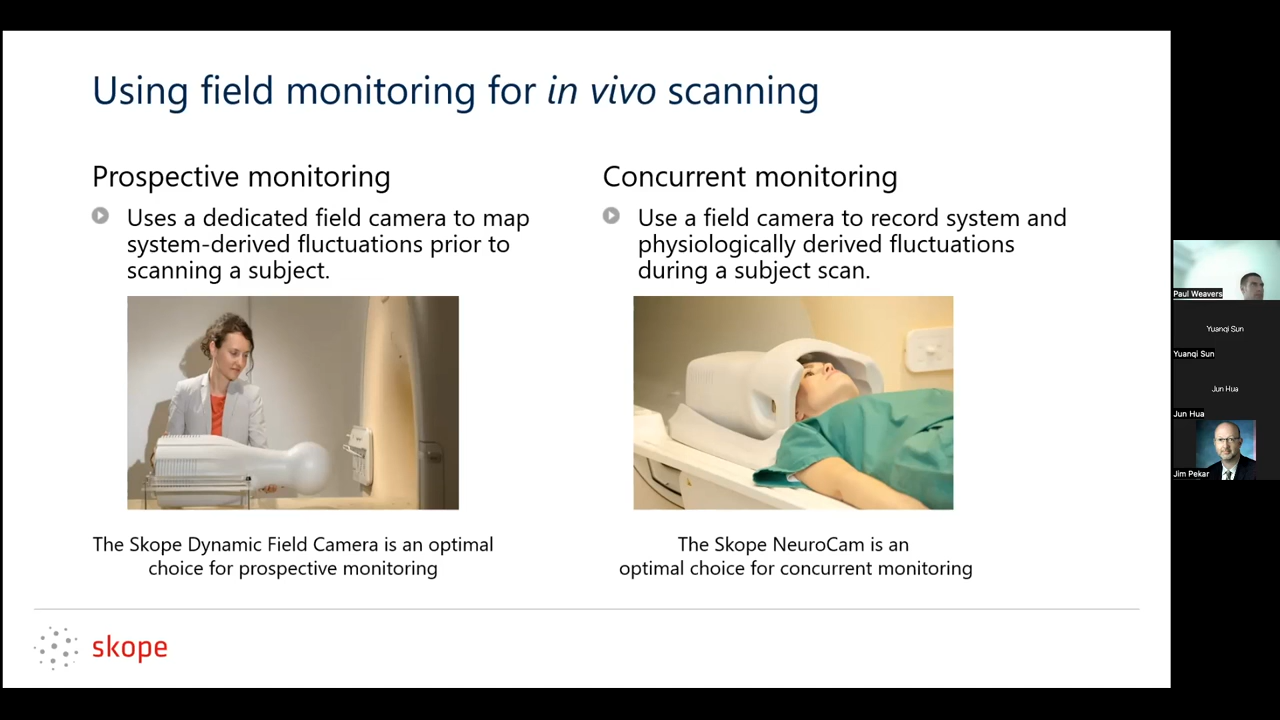 Using field monitoring for in vivo scanning
Prospective monitoring
Uses a dedicated field camera to map
system-derived fluctuations prior to
scanning a subject.
The Skope Dynamic Field Camera is an optimal
choice for prospective monitoring
Concurrent monitoring
Use a field camera to record system and
physiologically derived fluctuations
during a subject scan.
The Skope NeuroCam is an
optimal choice for concurrent monitoring
skope
Paul Weavers
Yuanqi Sun
Yuanqi Sun
Jun Hua
Jun Hua
Jim Pekar